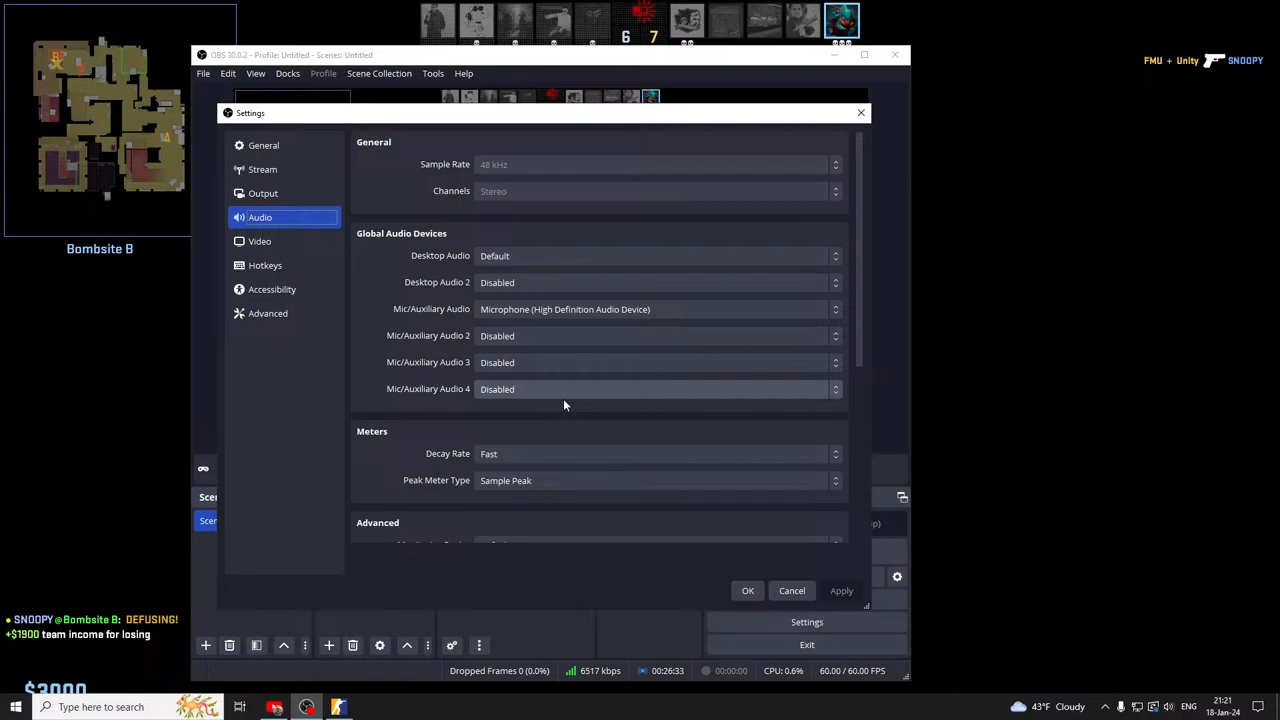 6 7
FMU + Unity SNOOPY
OBS 30.0.2 - Profile: Untitled - Scenes: Untitled
File Edit View Docks Profile Scene Collection Tools Help
Settings
General
Stream
Output
Audio
Video
Hotkeys
Accessibility
Advanced
General
Sample Rate 48 kHz
Channels Stereo
Global Audio Devices
Desktop Audio Default
Desktop Audio 2 Disabled
Mic/Auxiliary Audio Microphone (High Definition Audio Device)
Mic/Auxiliary Audio 2 Disabled
Mic/Auxiliary Audio 3 Disabled
Mic/Auxiliary Audio 4 Disabled
Meters
Decay Rate Fast
Peak Meter Type Sample Peak
Advanced
OK Cancel Apply
A
Bombsite B
Scen
Scen
p)
Settings
Exit
SNOOPY@Bombsite B: DEFUSING!
+$1900 team income for losing
$3000
Dropped Frames 0 (0.0%) 6517 kbps 00:26:33 00:00:00 CPU: 0.6% 60.00 / 60.00 FPS
Type here to search
43°F Cloudy
21:21
18-Jan-24